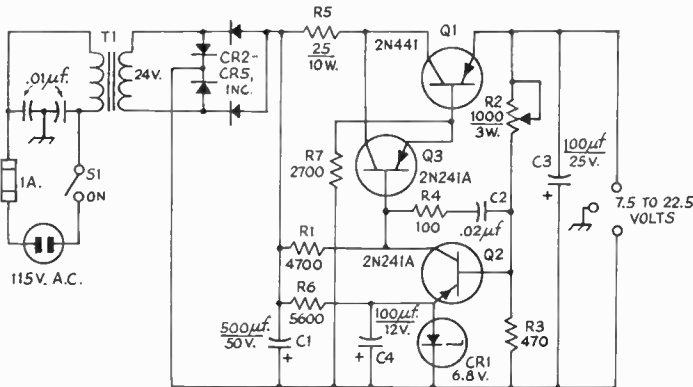 T1
24V.
.01µf.
1A.
S1
ON
115V. A.C.
CR2-
CR5,
INC.
R5
25
10W.
Q1
2N441
R2
1000
3W.
C3
100µf
25V.
7.5 TO 22.5
VOLTS
R7
2700
Q3
2N241A
R4
100
C2
.02µf
R1
4700
2N241A
Q2
R6
5600
500µf.
50V.
C1
+
100µf.
12V.
+
C4
CR1
6.8V.
R3
470
+